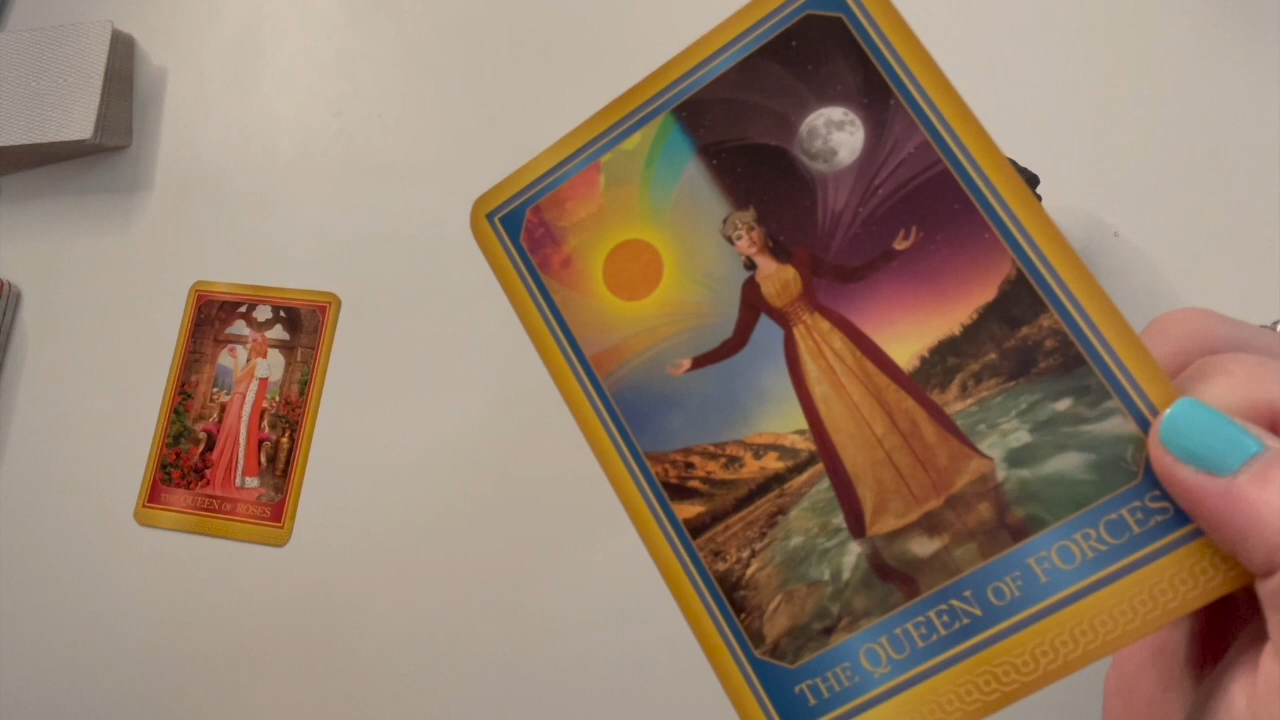 THE QUEEN OF ROSES
THE QUEEN OF FORCES